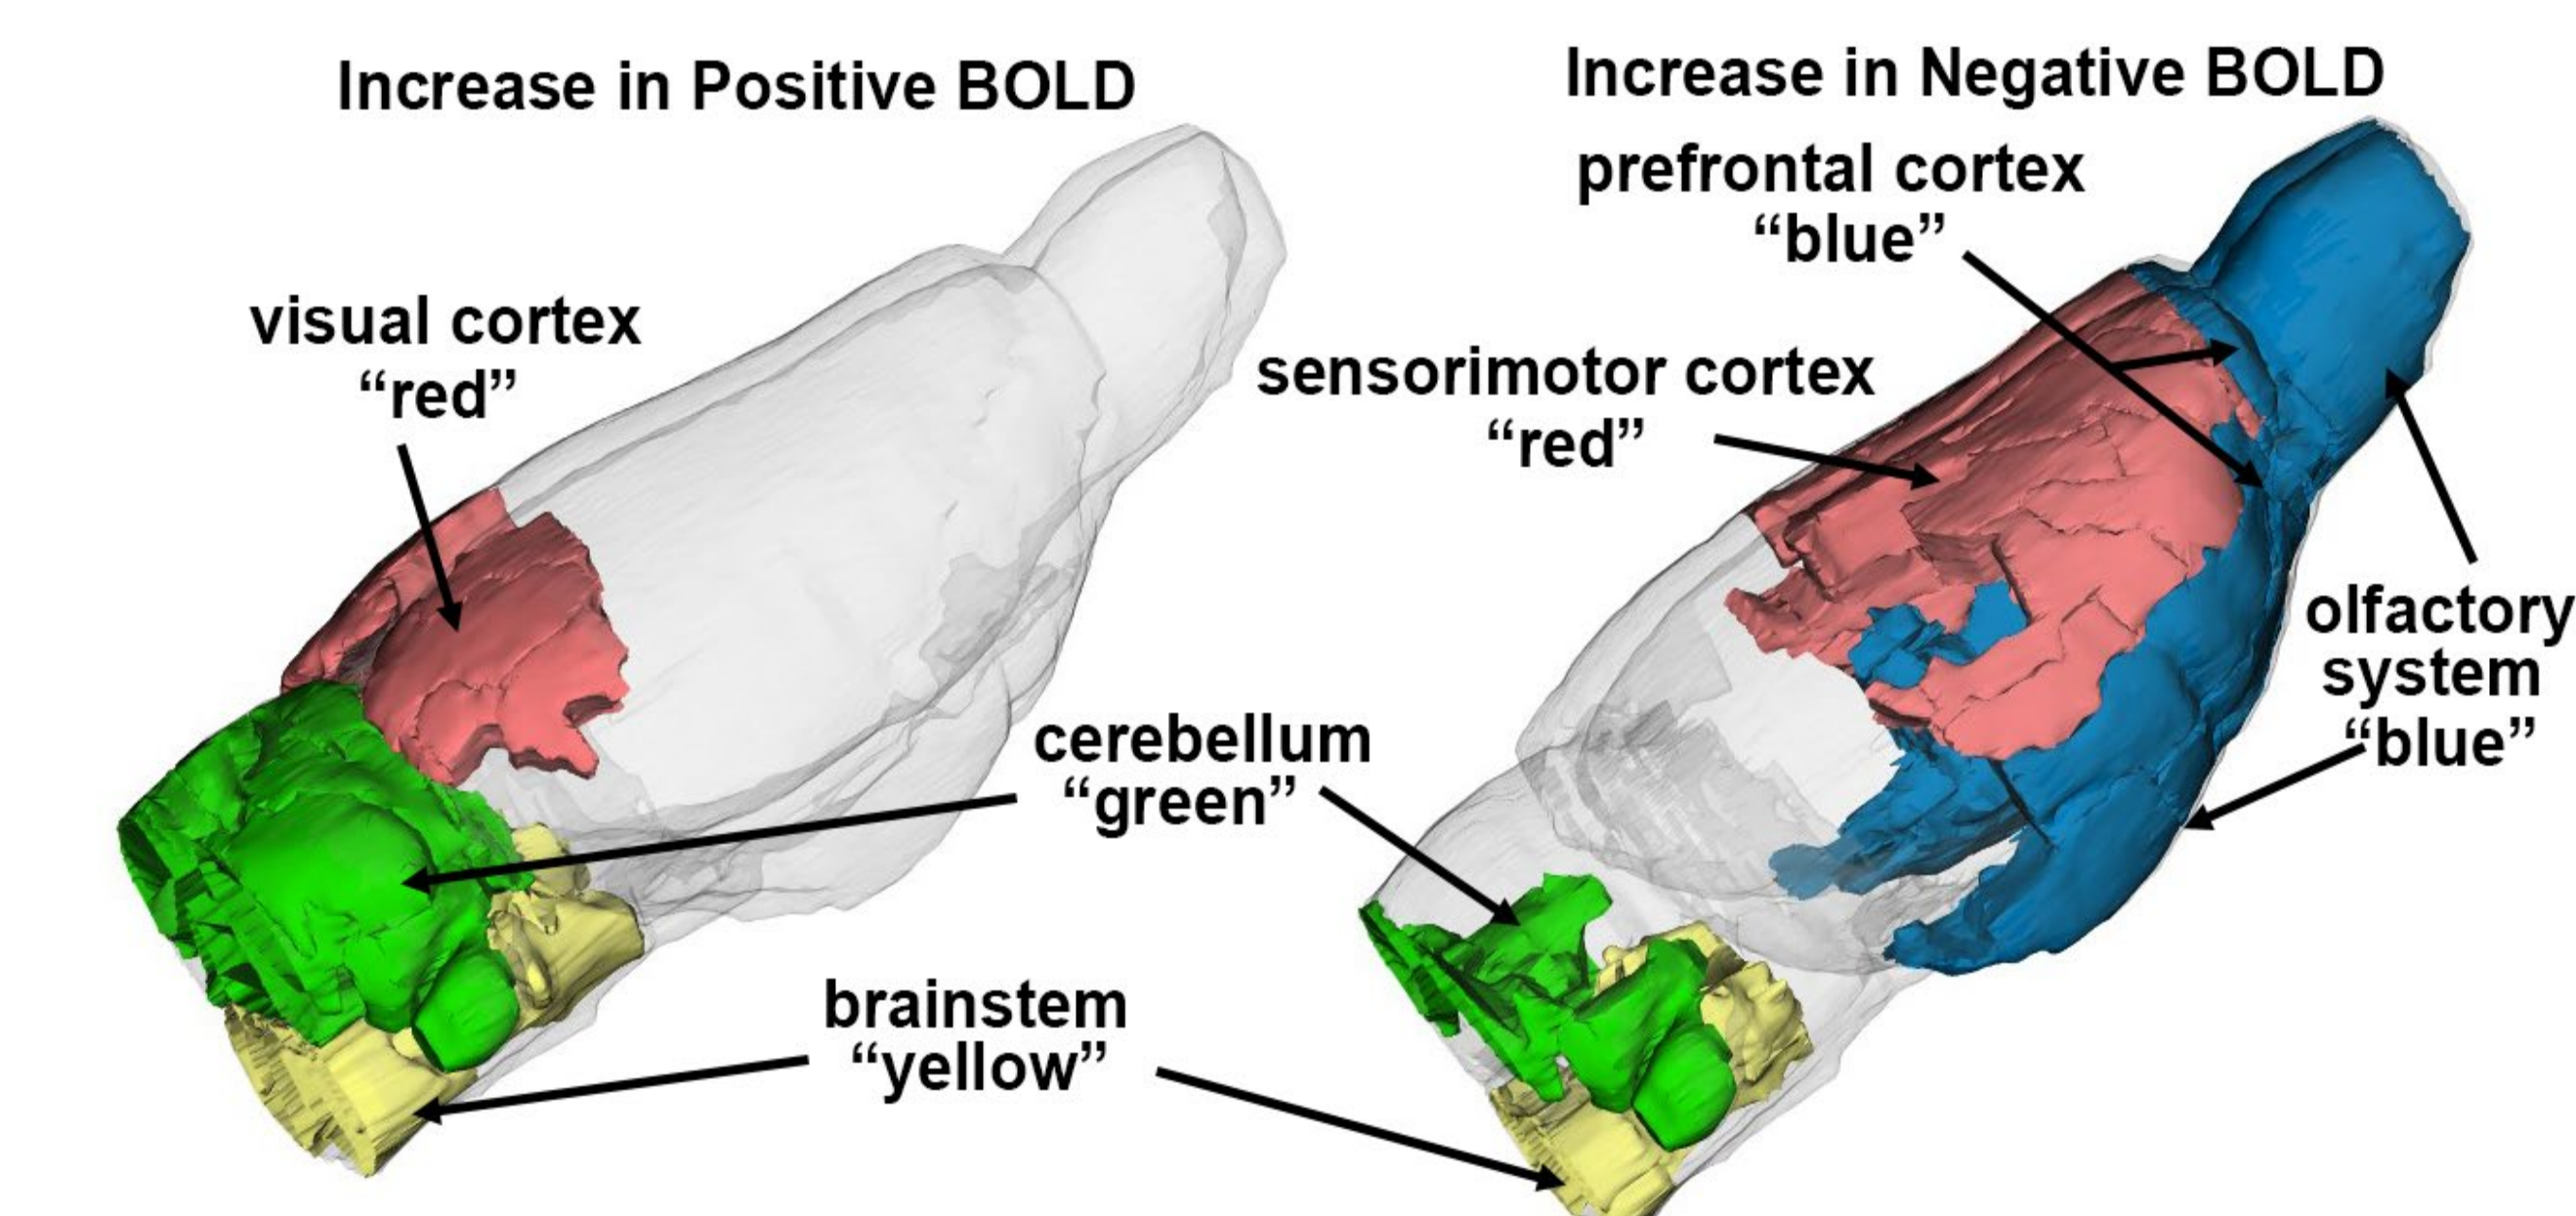 Increase in Positive BOLD
Increase in Negative BOLD
prefrontal cortex
“blue”
visual cortex
“red”
sensorimotor cortex
“red”
olfactory
system
“blue”
cerebellum
“green”
brainstem
“yellow”